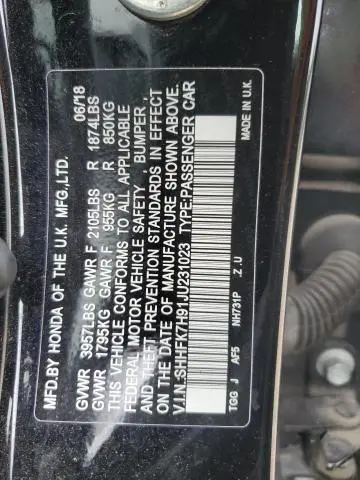 MFD.BY HONDA OF THE U.K. MFG.,LTD. 06/18
GVWR 3957LBS GAWR F 2105LBS R 1874LBS
GVWR 1795KG GAWR F 955KG R 850KG
THIS VEHICLE CONFORMS TO ALL APPLICABLE
FEDERAL MOTOR VEHICLE SAFETY , BUMPER ,
AND THEFT PREVENTION STANDARDS IN EFFECT
ON THE DATE OF MANUFACTURE SHOWN ABOVE.
V.I.N.:SHHFK7H91JU231023 TYPE:PASSENGER CAR
TGG J AF5 NH731P .Z.U MADE IN U.K.